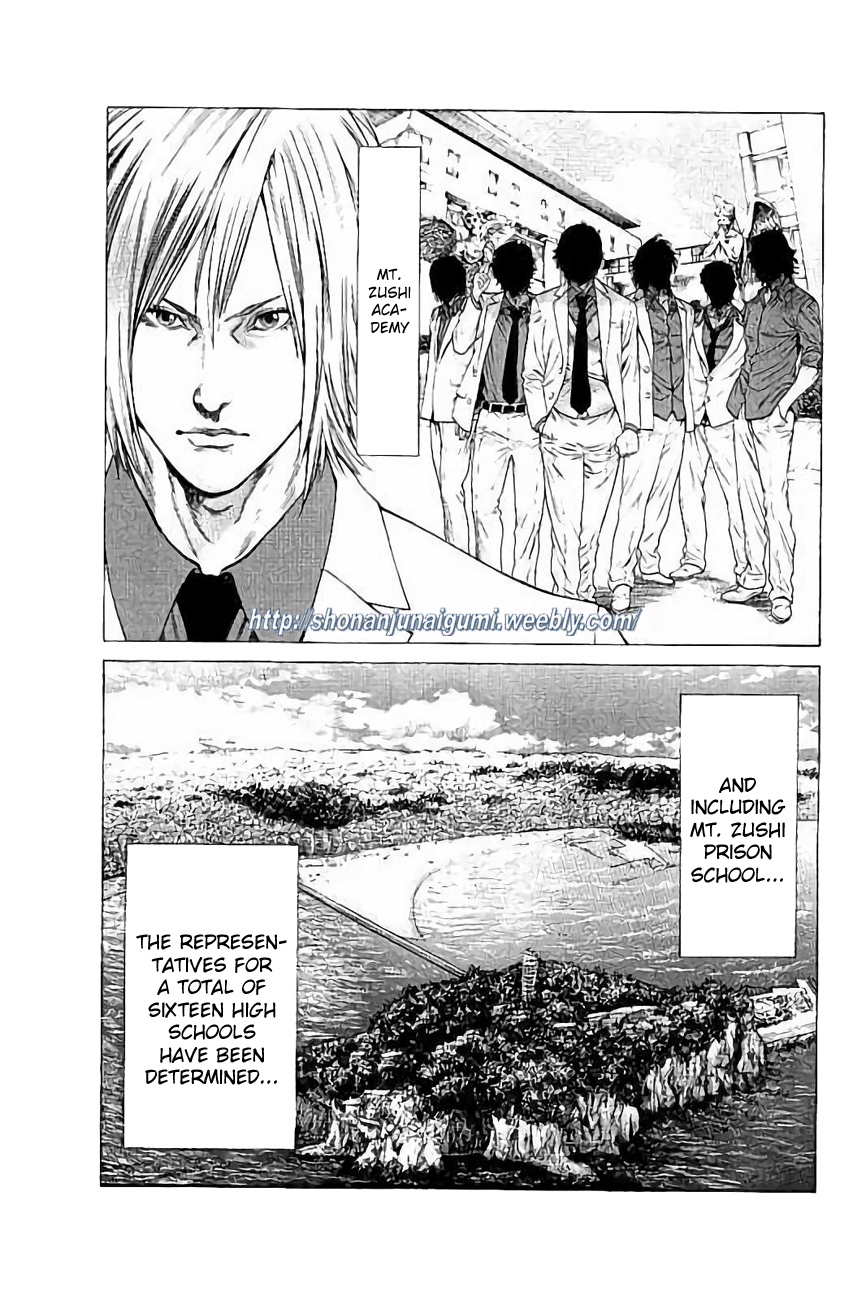 MT.
ZUSHI
ACA-
DEMY
http://shonanjunaigumi.weebly.com/
AND
INCLUDING
MT. ZUSHI
PRISON
SCHOOL...
THE REPRESEN-
TATIVES FOR
A TOTAL OF
SIXTEEN HIGH
SCHOOLS
HAVE BEEN
DETERMINED...